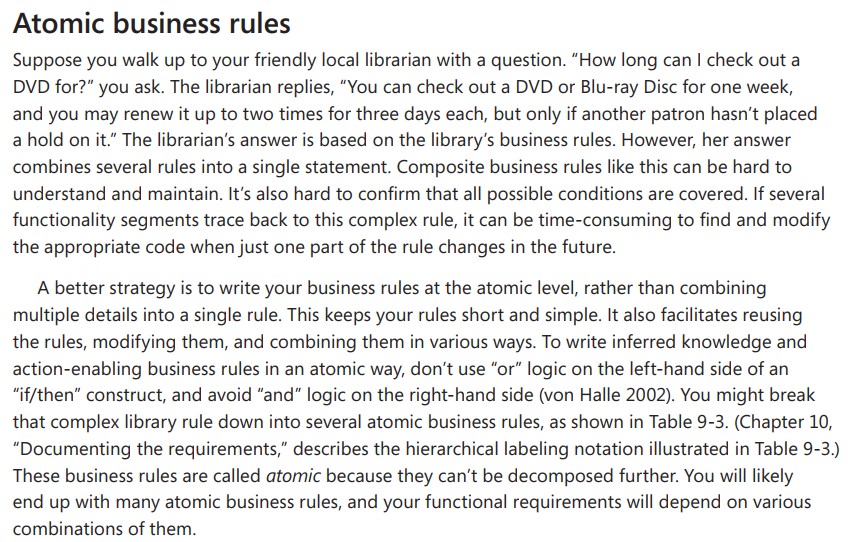 Atomic business rules
Suppose you walk up to your friendly local librarian with a question. “How long can I check out a
DVD for?” you ask. The librarian replies, “You can check out a DVD or Blu-ray Disc for one week,
and you may renew it up to two times for three days each, but only if another patron hasn’t placed
a hold on it.” The librarian’s answer is based on the library’s business rules. However, her answer
combines several rules into a single statement. Composite business rules like this can be hard to
understand and maintain. It’s also hard to confirm that all possible conditions are covered. If several
functionality segments trace back to this complex rule, it can be time-consuming to find and modify
the appropriate code when just one part of the rule changes in the future.
A better strategy is to write your business rules at the atomic level, rather than combining
multiple details into a single rule. This keeps your rules short and simple. It also facilitates reusing
the rules, modifying them, and combining them in various ways. To write inferred knowledge and
action-enabling business rules in an atomic way, don’t use “or” logic on the left-hand side of an
“if/then” construct, and avoid “and” logic on the right-hand side (von Halle 2002). You might break
that complex library rule down into several atomic business rules, as shown in Table 9-3. (Chapter 10,
“Documenting the requirements,” describes the hierarchical labeling notation illustrated in Table 9-3.)
These business rules are called atomic because they can’t be decomposed further. You will likely
end up with many atomic business rules, and your functional requirements will depend on various
combinations of them.